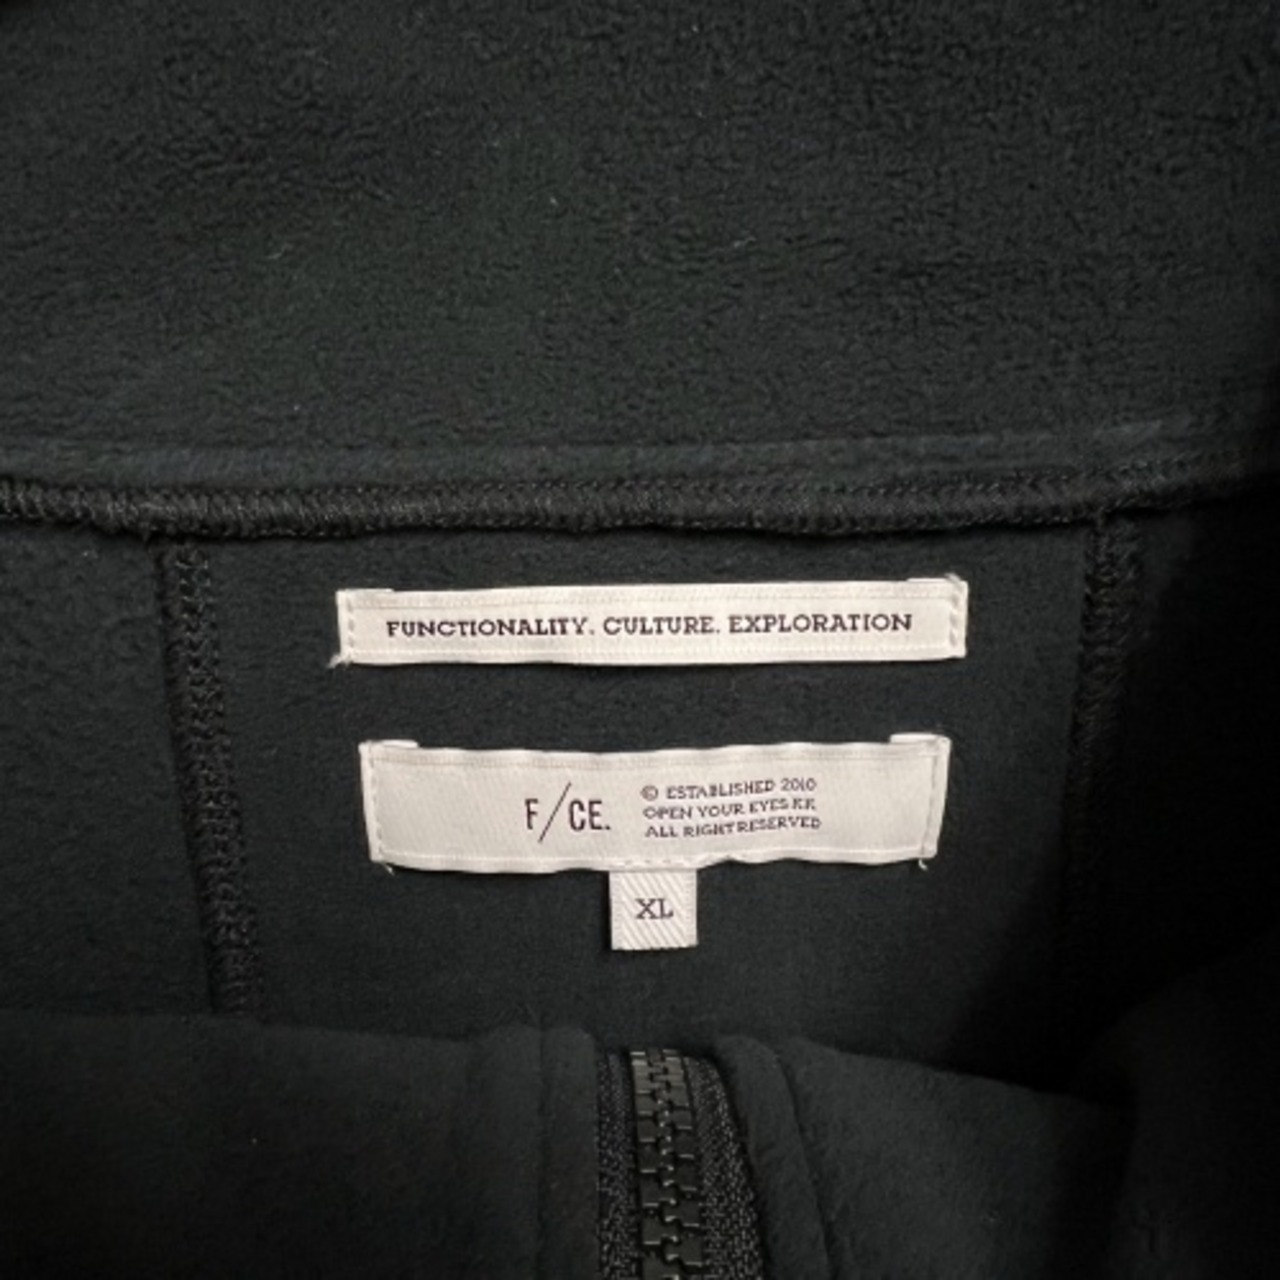 FUNCTIONALITY. CULTURE. EXPLORATION
F/CE.
© ESTABLISHED 2010
OPEN YOUR EYES KK
ALL RIGHT RESERVED
XL